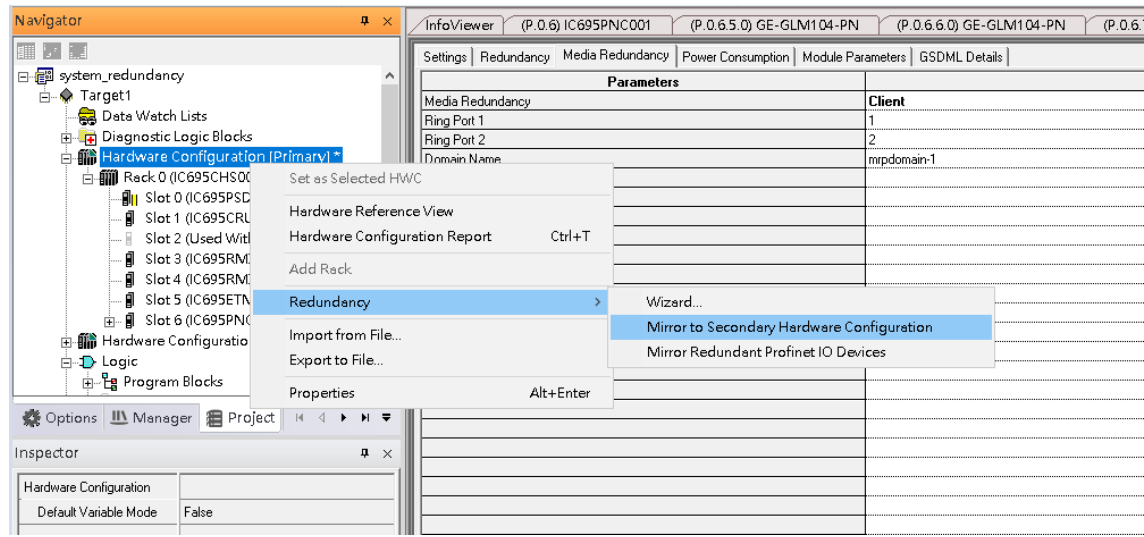 Navigator
system_redundancy
Target1
Data Watch Lists
Diagnostic Logic Blocks
Hardware Configuration [Primary] *
Rack 0 (IC695CHS00
Slot 0 (IC695PSD
Slot 1 (IC695CRU
Slot 2 (Used With
Slot 3 (IC695RM
Slot 4 (IC695RM
Slot 5 (IC695ETM
Slot 6 (IC695PNC
Hardware Configuratio
Logic
Program Blocks
Options Manager Project
Inspector
Hardware Configuration
Default Variable Mode False
Set as Selected HWC
Hardware Reference View
Hardware Configuration Report Ctrl+T
Add Rack
Redundancy >
Import from File...
Export to File...
Properties Alt+Enter
Wizard...
Mirror to Secondary Hardware Configuration
Mirror Redundant Profinet IO Devices
InfoViewer (P.0.6) IC695PNC001 (P.0.6.5.0) GE-GLM104-PN (P.0.6.6.0) GE-GLM104-PN (P.0.6.
Settings Redundancy Media Redundancy Power Consumption Module Parameters GSDML Details
Parameters
Media Redundancy Client
Ring Port 1 1
Ring Port 2 2
Domain Name mrpdomain-1